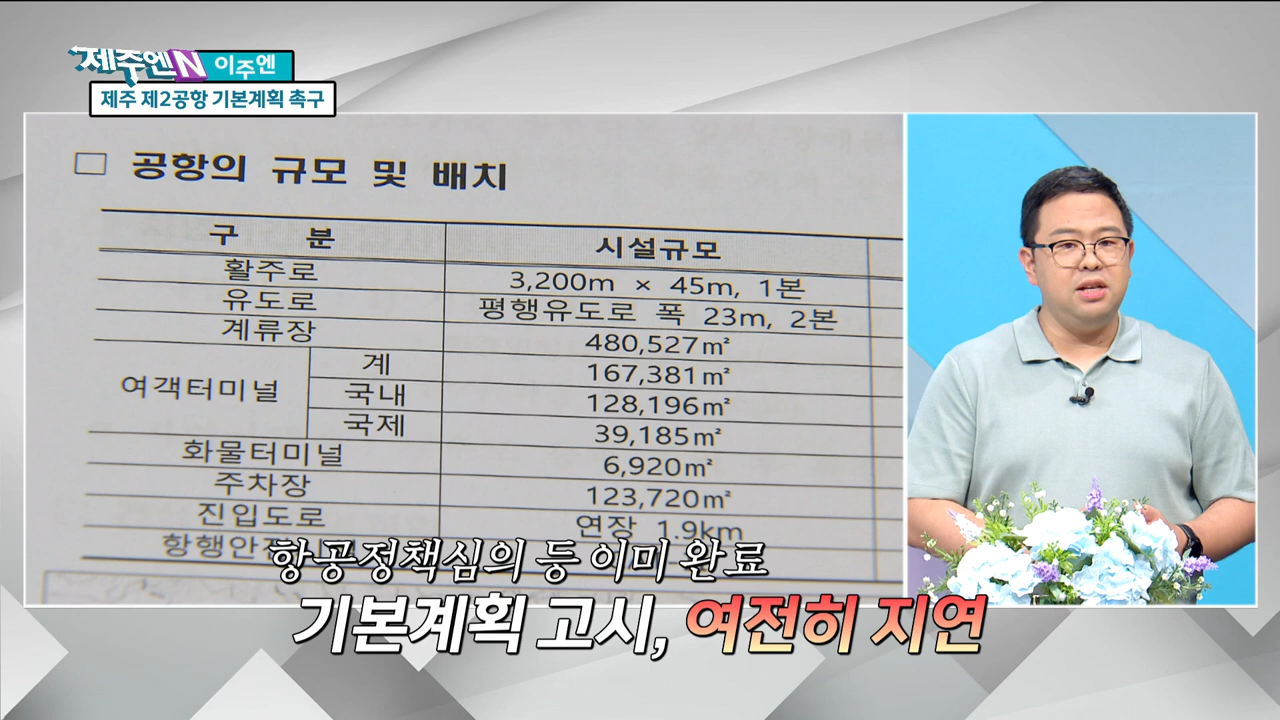 제주엔N 이주엔
제주 제2공항 기본계획 촉구
□ 공항의 규모 및 배치
구 분 시설규모
활주로 3,200m × 45m, 1본
유도로 평행유도로 폭 23m, 2본
계류장 480,527㎡
여객터미널 계 167,381㎡
국내 128,196㎡
국제 39,185㎡
화물터미널 6,920㎡
주차장 123,720㎡
진입도로 연장 1.9km
항행안전
항공정책심의 등 이미 완료
기본계획 고시, 여전히 지연